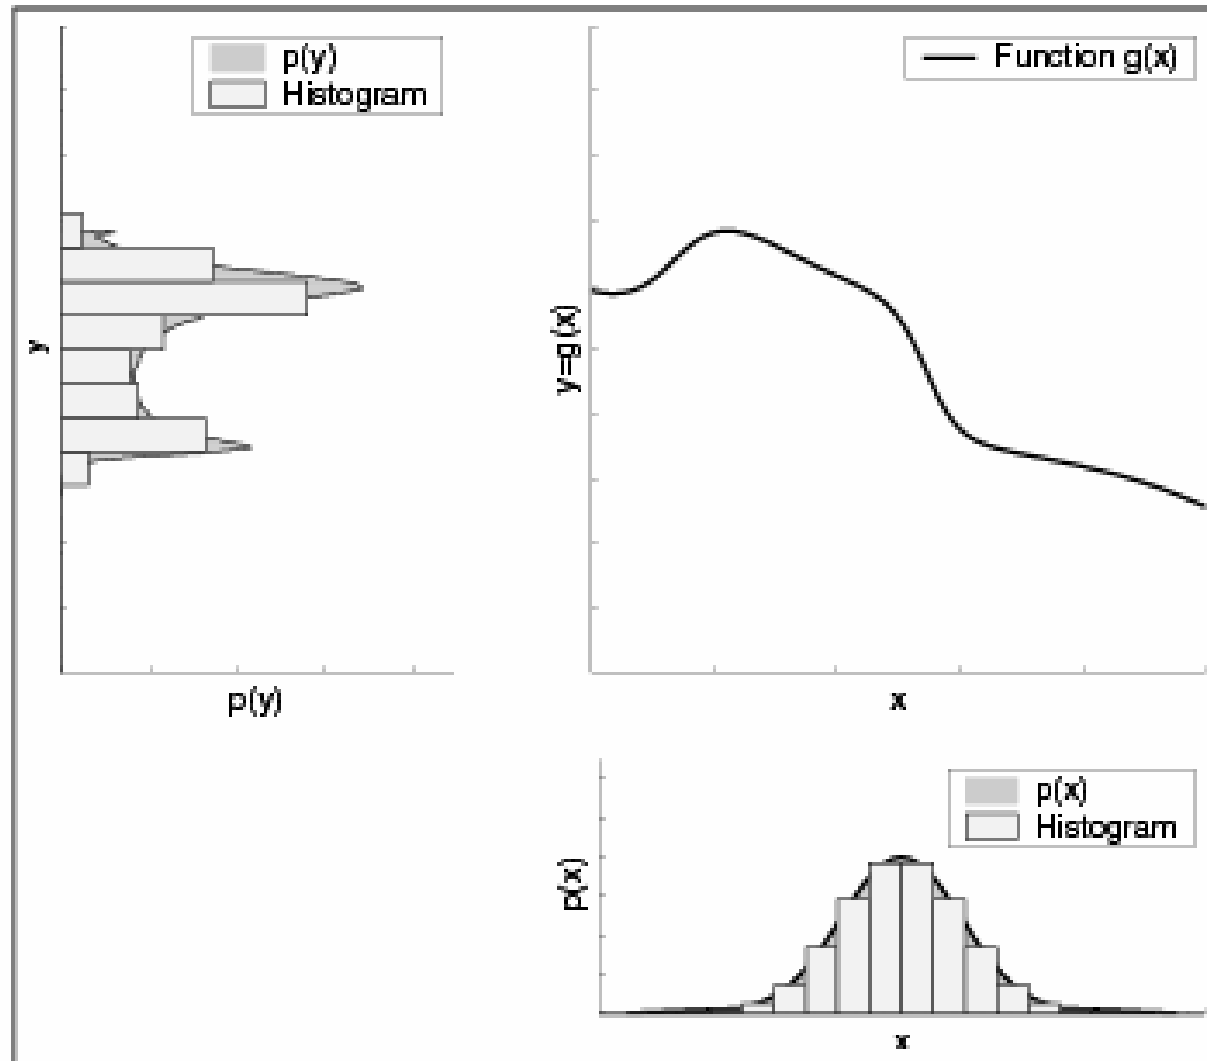 p(y)
Histogram
y
p(y)
Function g(x)
y=g(x)
x
p(x)
Histogram
p(x)
x